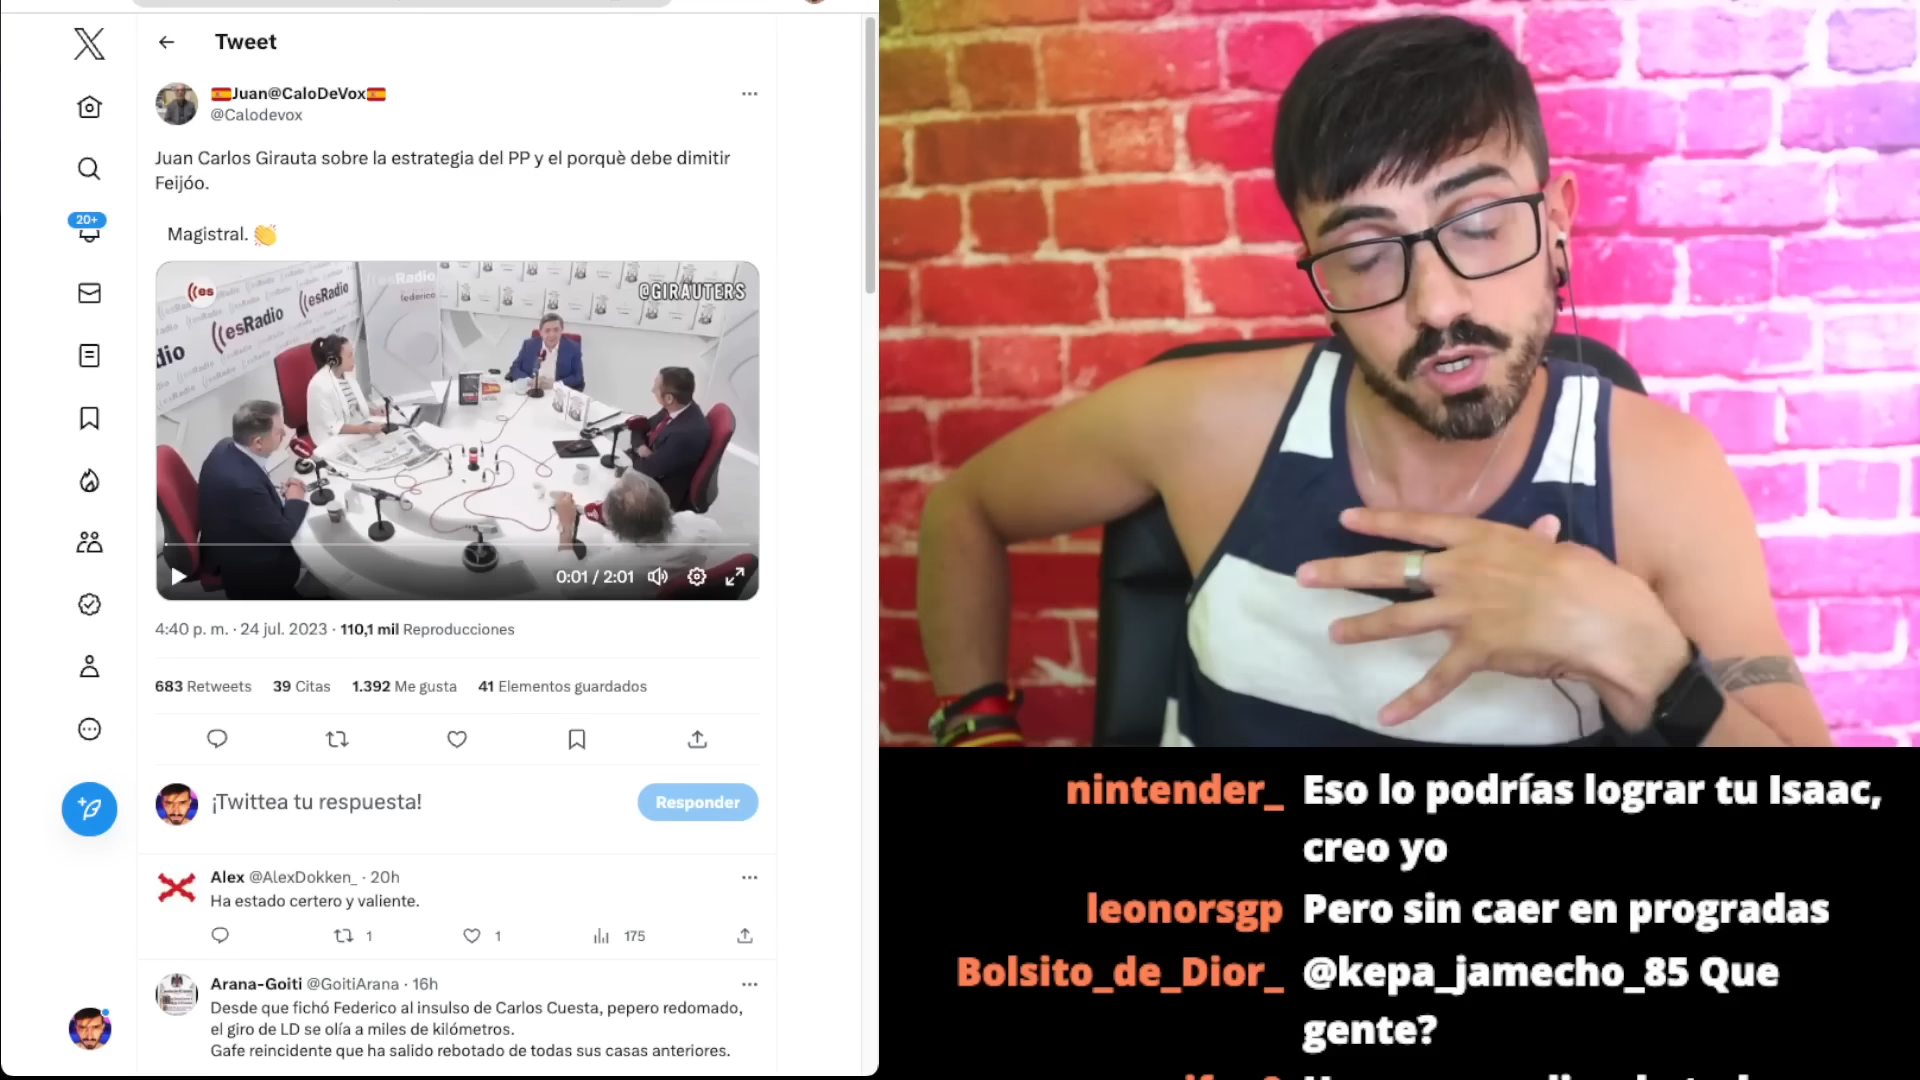 Tweet
Juan@CaloDeVox
@Calodevox
Juan Carlos Girauta sobre la estrategia del PP y el porquè debe dimitir
Feijóo.
Magistral.
20+
es
esRadio
esRadio
esRadio
federico
dio
@GIRAUTERS
0:01 / 2:01
4:40 p. m. · 24 jul. 2023 · 110,1 mil Reproducciones
683 Retweets 39 Citas 1.392 Me gusta 41 Elementos guardados
¡Twittea tu respuesta!
Responder
Alex @AlexDokken_ · 20h
Ha estado certero y valiente.
1 1 175
Arana-Goiti @GoitiArana · 16h
Desde que fichó Federico al insulso de Carlos Cuesta, pepero redomado,
el giro de LD se olía a miles de kilómetros.
Gafe reincidente que ha salido rebotado de todas sus casas anteriores.
nintender_ Eso lo podrías lograr tu Isaac,
creo yo
leonorsgp Pero sin caer en progradas
Bolsito_de_Dior_ @kepa_jamecho_85 Que
gente?